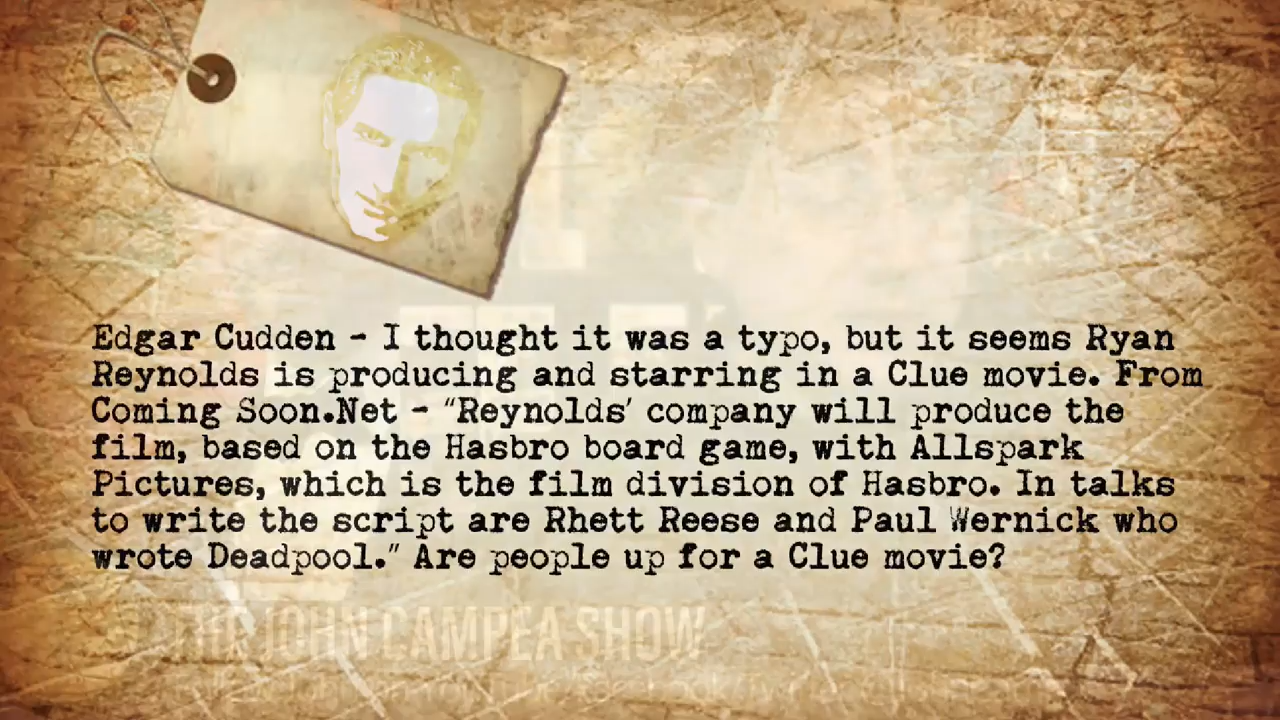 Edgar Cudden - I thought it was a typo, but it seems Ryan
Reynolds is producing and starring in a Clue movie. From
Coming Soon.Net - "Reynolds' company will produce the
film, based on the Hasbro board game, with Allspark
Pictures, which is the film division of Hasbro. In talks
to write the script are Rhett Reese and Paul Wernick who
wrote Deadpool." Are people up for a Clue movie?
THE JOHN CAMPEA SHOW